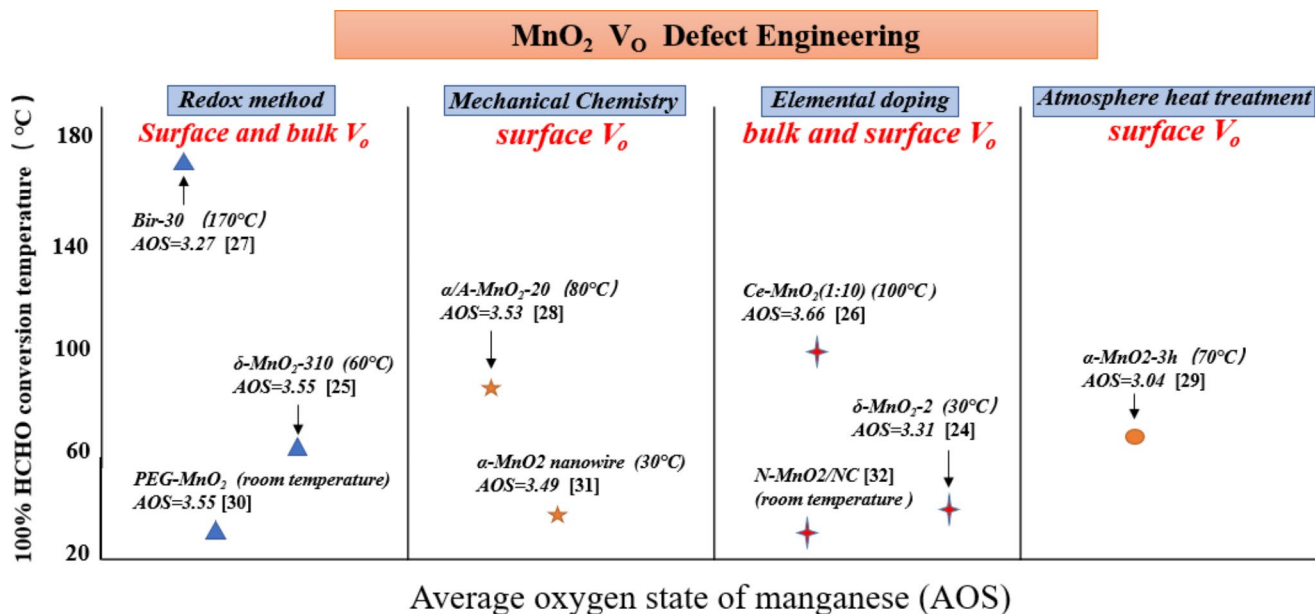 MnO₂ V_O Defect Engineering
Redox method
Surface and bulk Vₒ
Mechanical Chemistry
surface Vₒ
Elemental doping
bulk and surface Vₒ
Atmosphere heat treatment
surface Vₒ
100% HCHO conversion temperature (°C)
180
140
100
60
20
Bir-30 (170°C)
AOS=3.27 [27]
δ-MnO₂-310 (60°C)
AOS=3.55 [25]
PEG-MnO₂ (room temperature)
AOS=3.55 [30]
α/A-MnO₂-20 (80°C)
AOS=3.53 [28]
α-MnO2 nanowire (30°C)
AOS=3.49 [31]
Ce-MnO₂(1:10) (100°C)
AOS=3.66 [26]
δ-MnO₂-2 (30°C)
AOS=3.31 [24]
N-MnO2/NC [32]
(room temperature)
α-MnO2-3h (70°C)
AOS=3.04 [29]
Average oxygen state of manganese (AOS)